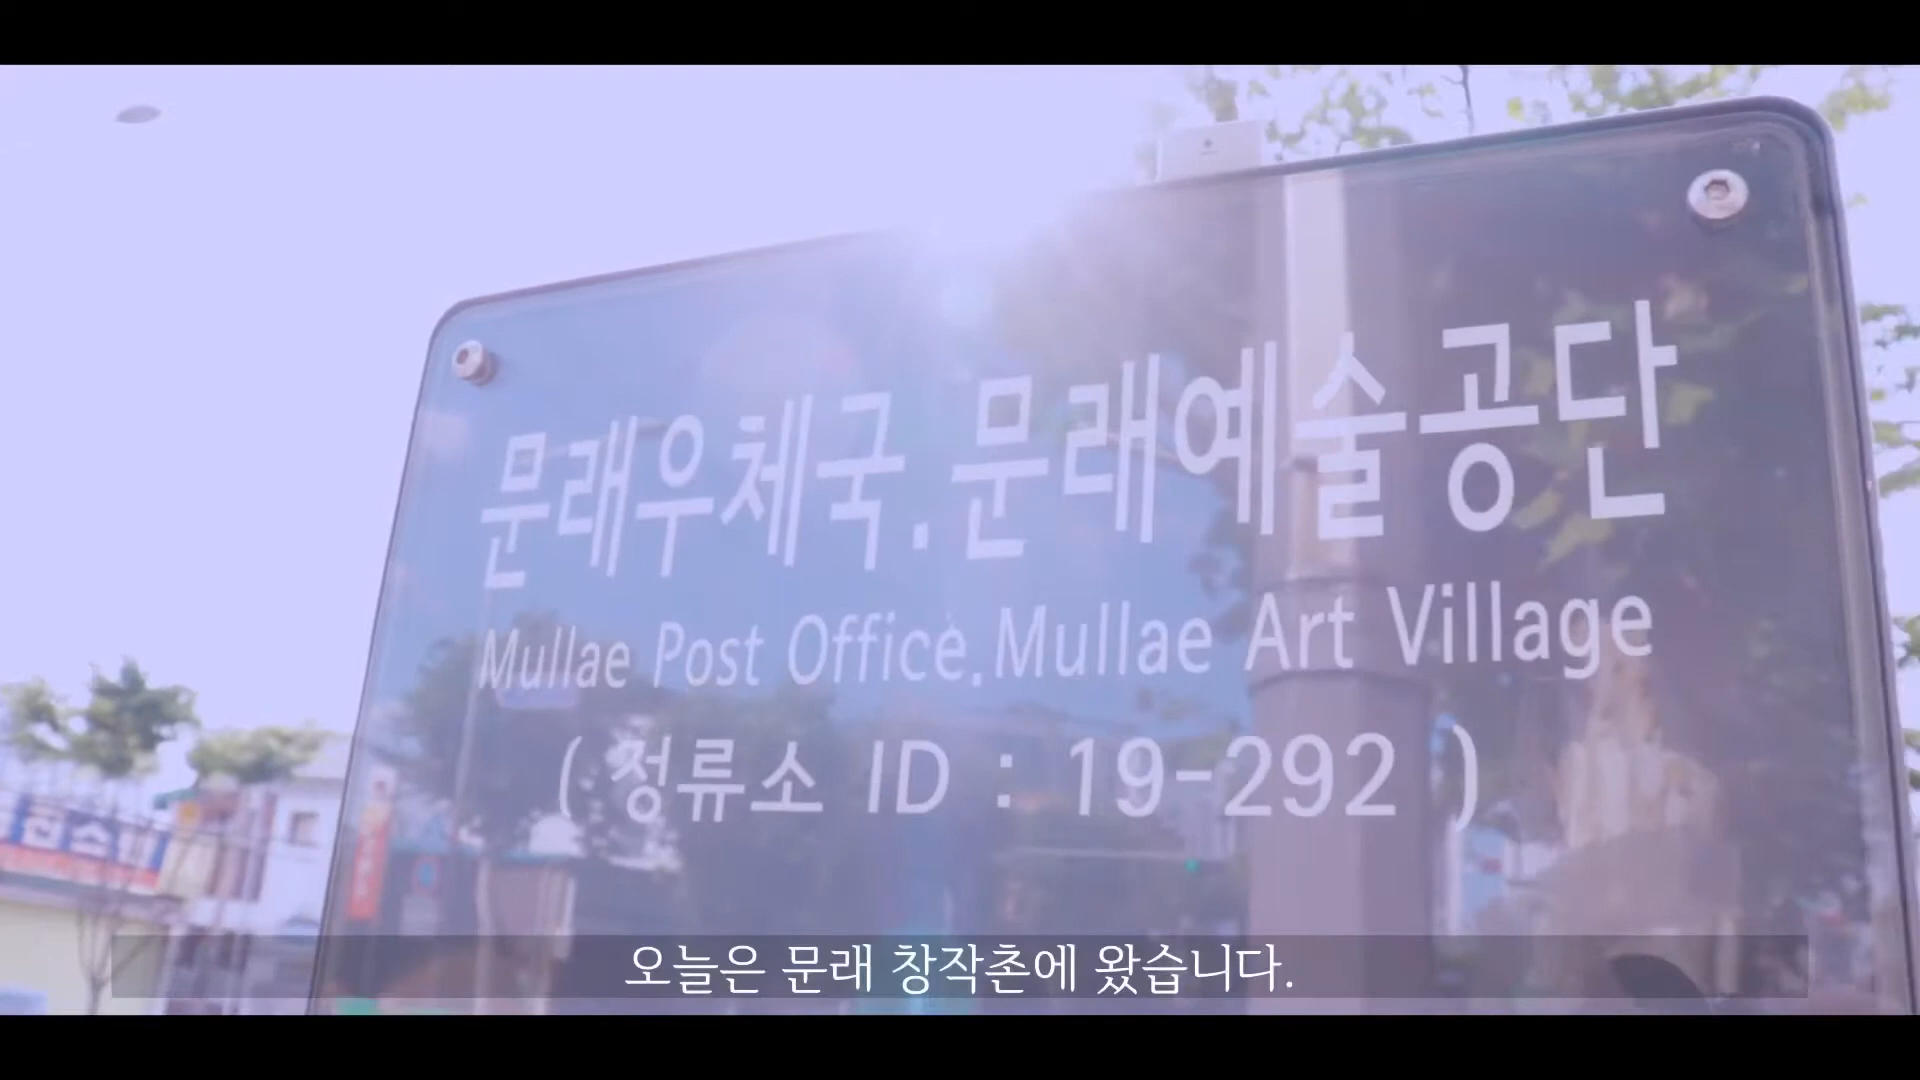 문래우체국.문래예술공단
Mullae Post Office.Mullae Art Village
( 정류소 ID : 19-292 )
오늘은 문래 창작촌에 왔습니다.